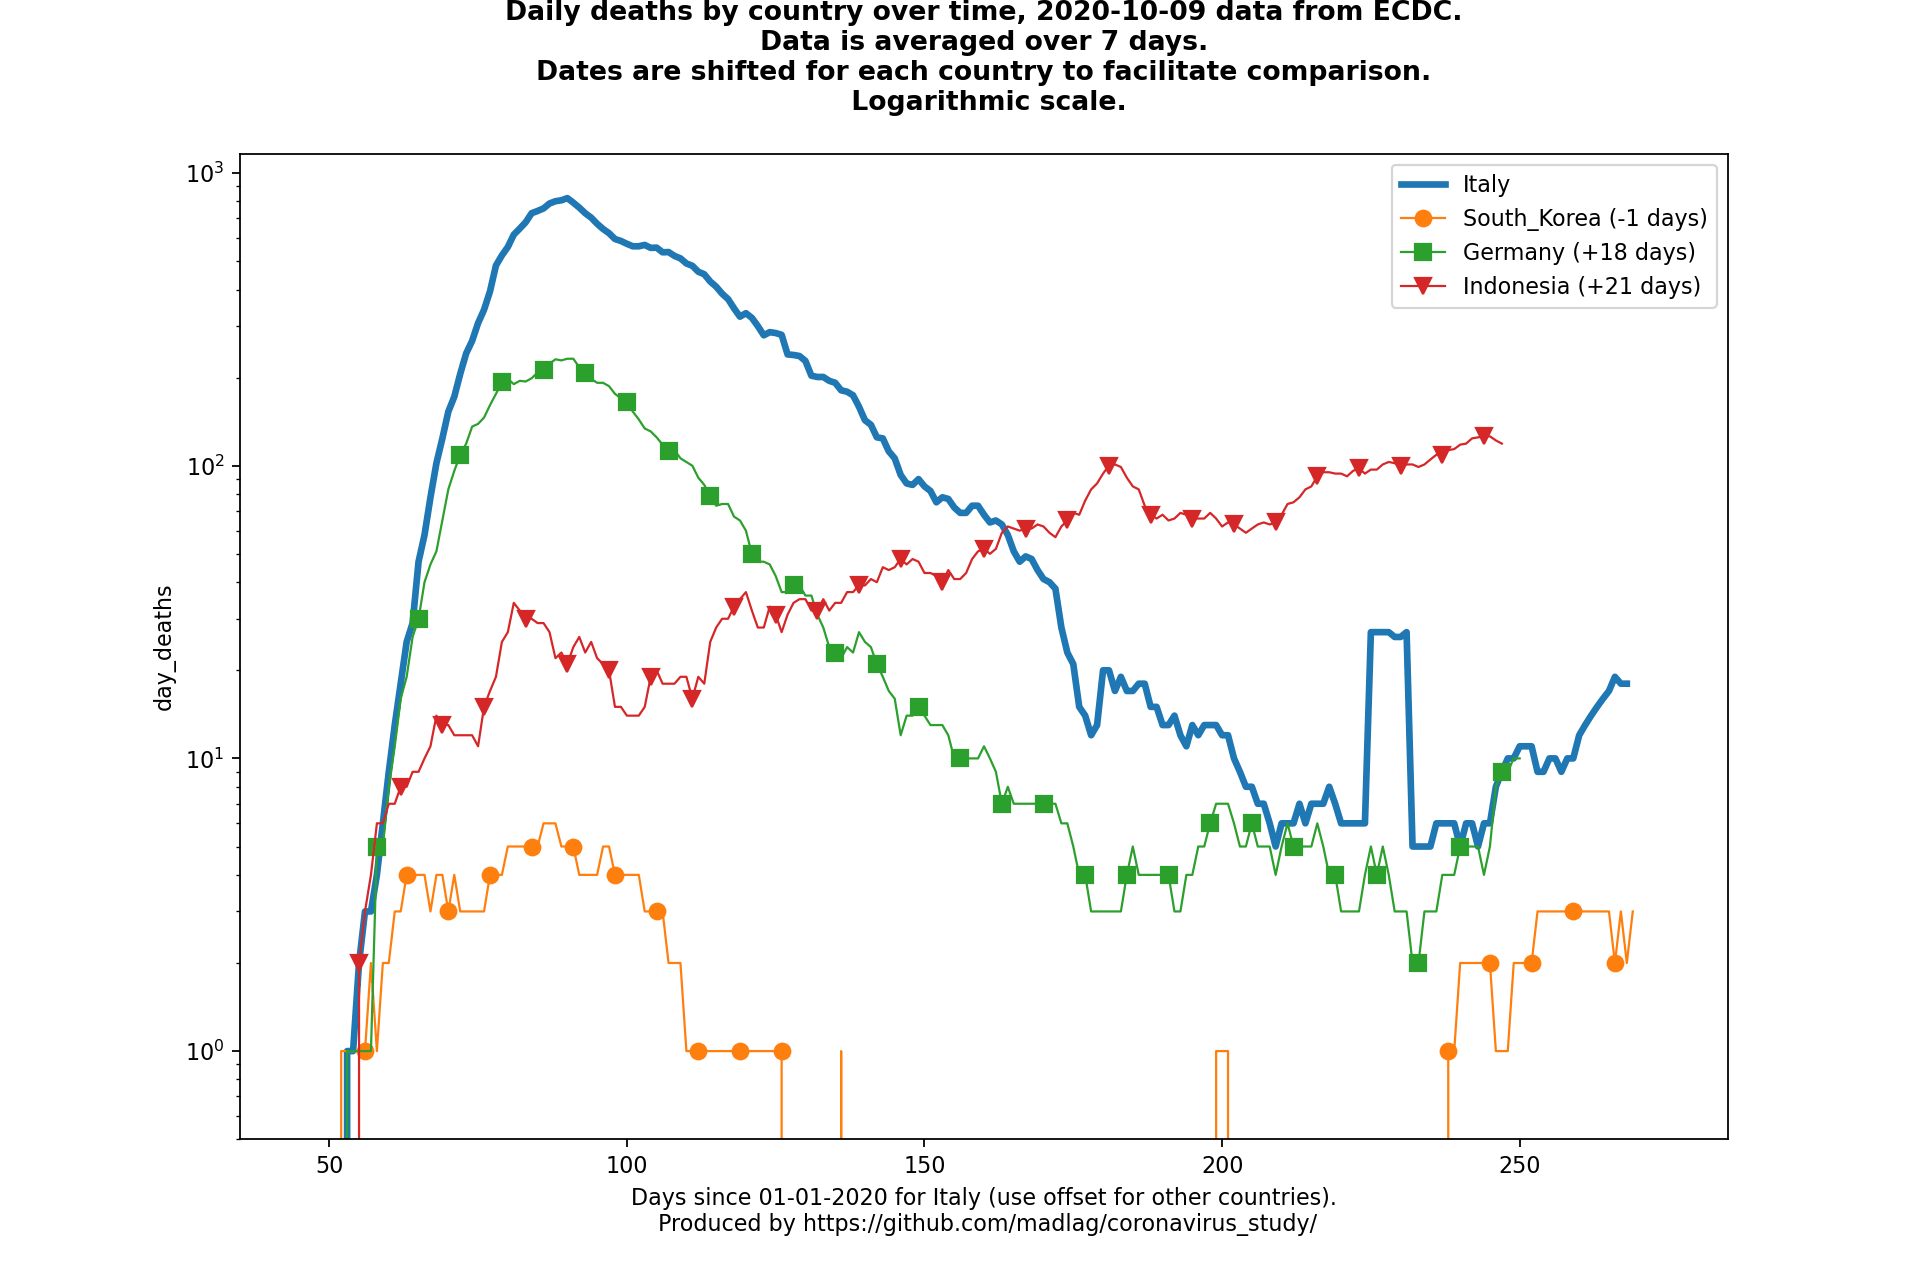 Daily deaths by country over time, 2020-10-09 data from ECDC.
Data is averaged over 7 days.
Dates are shifted for each country to facilitate comparison.
Logarithmic scale.
10³
10²
10¹
10⁰
day_deaths
Italy
South_Korea (-1 days)
Germany (+18 days)
Indonesia (+21 days)
50 100 150 200 250
Days since 01-01-2020 for Italy (use offset for other countries).
Produced by https://github.com/madlag/coronavirus_study/